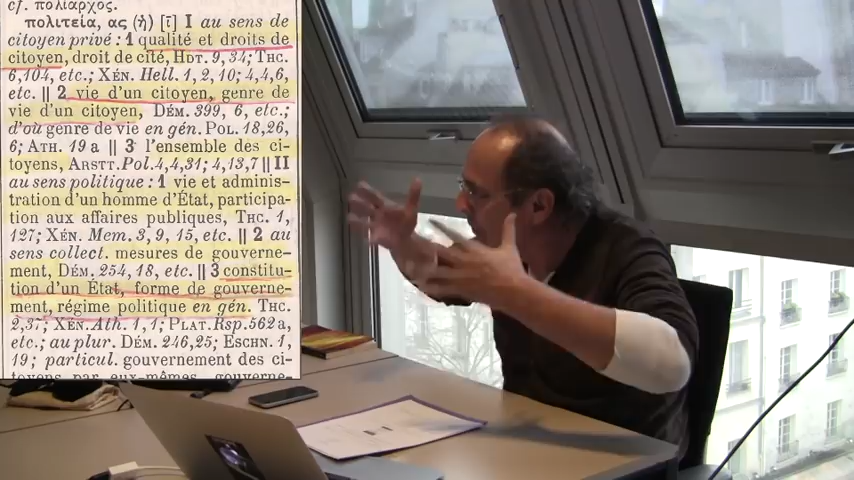 cf. πολίαρχος.
πολιτεία, ας (ἡ) [ῑ] I au sens de
citoyen privé : 1 qualité et droits de
citoyen, droit de cité, HDT. 9, 34; THC.
6,104, etc.; XÉN. Hell. 1, 2, 10; 4,4,6,
etc. || 2 vie d'un citoyen, genre de
vie d'un citoyen, DÉM. 399, 6, etc.;
d'où genre de vie en gén. POL. 18,26,
6; ATH. 19 a || 3 l'ensemble des ci-
toyens, ARSTT. Pol. 4,4,31; 4,13,7 || II
au sens politique : 1 vie et adminis-
tration d'un homme d'État, participa-
tion aux affaires publiques, THC. 1,
127; XÉN. Mem. 3, 9, 15, etc. || 2 au
sens collect. mesures de gouverne-
ment, DÉM. 254, 18, etc. || 3 constitu-
tion d'un État, forme de gouverne-
ment, régime politique en gén. THC.
2,37; XÉN. Ath. 1, 1; PLAT. Rsp. 562 a,
etc.; au plur. DÉM. 246,25; ESCHN. 1,
19; particul. gouvernement des ci-
toyens par eux-mêmes, gouverne-